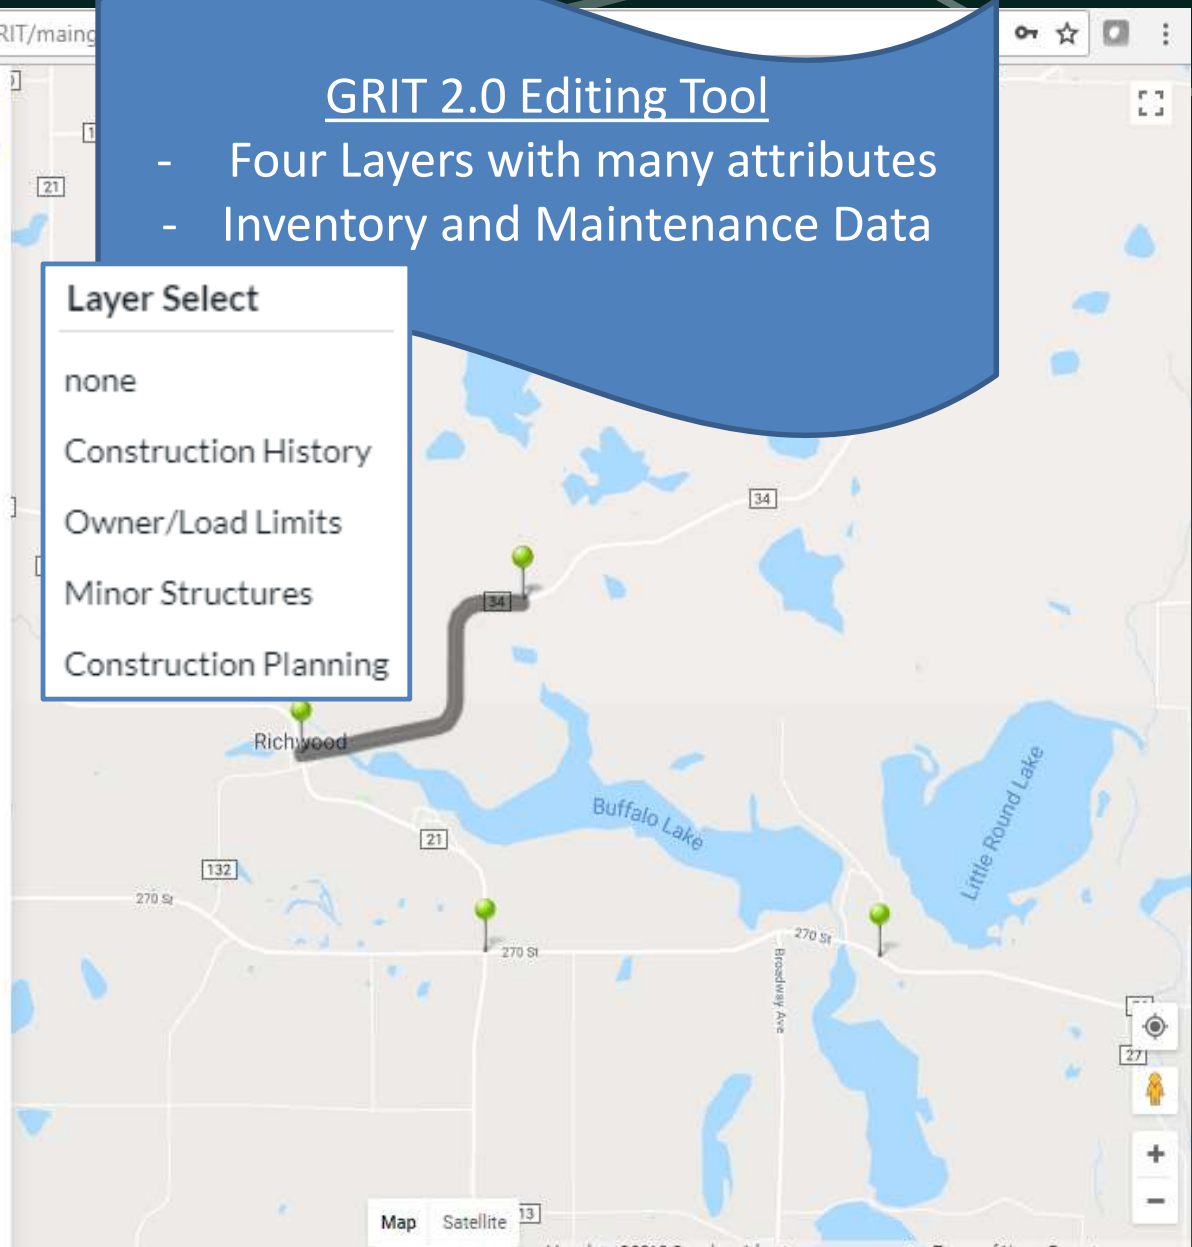 RIT/maing
GRIT 2.0 Editing Tool
- Four Layers with many attributes
- Inventory and Maintenance Data
21
Layer Select
none
Construction History
Owner/Load Limits
Minor Structures
Construction Planning
34
34
Richwood
Buffalo Lake
Little Round Lake
21
132
270 St
270 St
270 St
Broadway Ave
27
Map Satellite
13